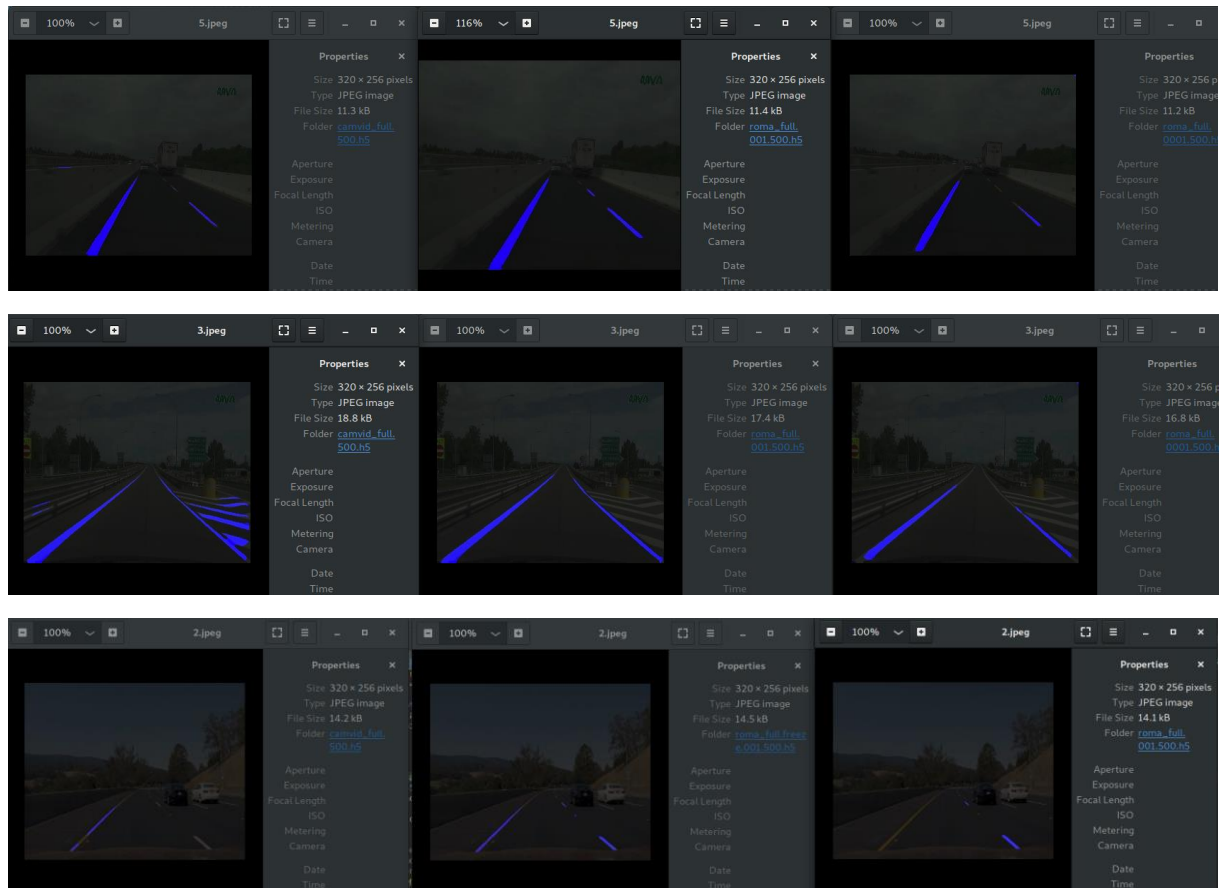 100%
5.jpeg
Properties
Size 320 × 256 pixels
Type JPEG image
File Size 11.3 kB
Folder camvid_full.
500.h5
Aperture
Exposure
Focal Length
ISO
Metering
Camera
Date
Time
116%
5.jpeg
Properties
Size 320 × 256 pixels
Type JPEG image
File Size 11.4 kB
Folder roma_full.
001.500.h5
Aperture
Exposure
Focal Length
ISO
Metering
Camera
Date
Time
100%
5.jpeg
Properties
Size 320 × 256 p
Type JPEG image
File Size 11.2 kB
Folder roma_full.
0001.500.h
Aperture
Exposure
Focal Length
ISO
Metering
Camera
Date
Time
100%
3.jpeg
Properties
Size 320 × 256 pixels
Type JPEG image
File Size 18.8 kB
Folder camvid_full.
500.h5
Aperture
Exposure
Focal Length
ISO
Metering
Camera
Date
Time
100%
3.jpeg
Properties
Size 320 × 256 pixels
Type JPEG image
File Size 17.4 kB
Folder roma_full.
001.500.h5
Aperture
Exposure
Focal Length
ISO
Metering
Camera
Date
Time
100%
3.jpeg
Properties
Size 320 × 256 p
Type JPEG image
File Size 16.8 kB
Folder roma_full.
0001.500.h
Aperture
Exposure
Focal Length
ISO
Metering
Camera
Date
Time
100%
2.jpeg
Properties
Size 320 × 256 pixels
Type JPEG image
File Size 14.2 kB
Folder camvid_full.
500.h5
Aperture
Exposure
Focal Length
ISO
Metering
Camera
Date
Time
100%
2.jpeg
Properties
Size 320 × 256 pixels
Type JPEG image
File Size 14.5 kB
Folder roma_full.freez
e.001.500.h5
Aperture
Exposure
Focal Length
ISO
Metering
Camera
Date
Time
100%
2.jpeg
Properties
Size 320 × 256 pixels
Type JPEG image
File Size 14.1 kB
Folder roma_full.
001.500.h5
Aperture
Exposure
Focal Length
ISO
Metering
Camera
Date
Time